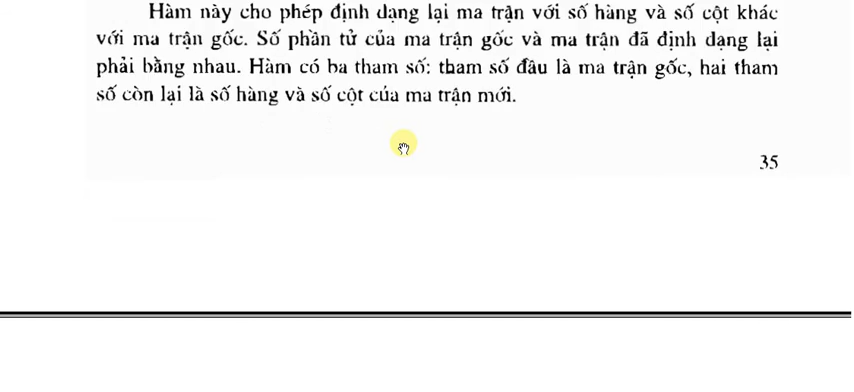 Hàm này cho phép định dạng lại ma trận với số hàng và số cột khác
với ma trận gốc. Số phần tử của ma trận gốc và ma trận đã định dạng lại
phải bằng nhau. Hàm có ba tham số: tham số đầu là ma trận gốc, hai tham
số còn lại là số hàng và số cột của ma trận mới.
35